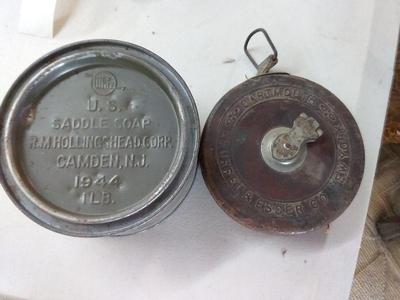 U.S.
SADDLE SOAP
R.M.HOLLINGSHEAD CORP.
CAMDEN, N.J.
1944
1 LB.
KEUFFEL & ESSER CO.